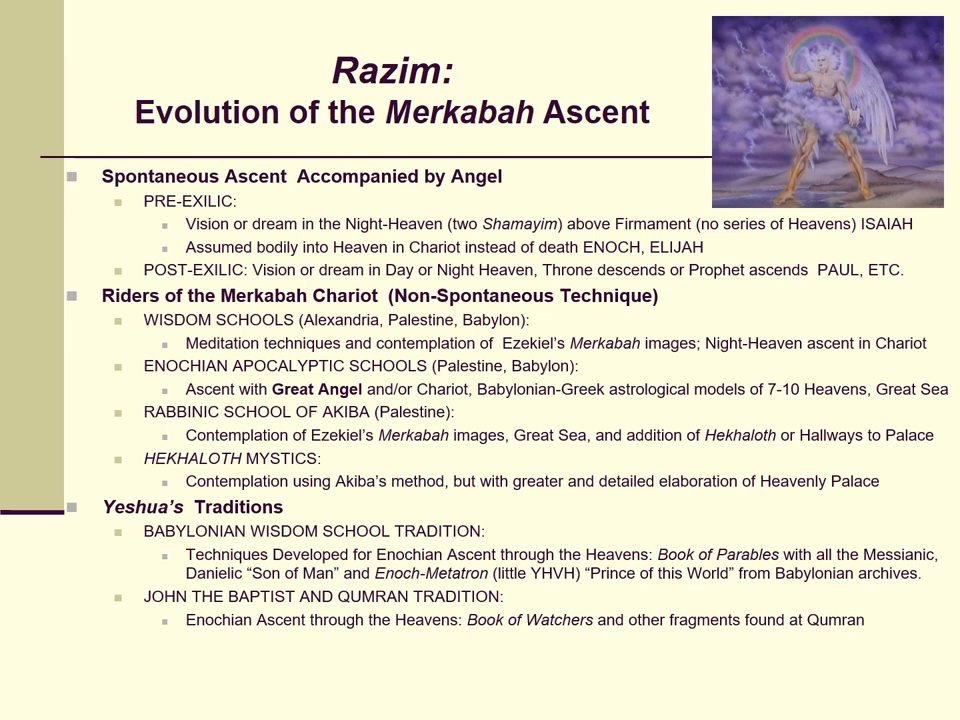 Razim:
Evolution of the Merkabah Ascent
Spontaneous Ascent Accompanied by Angel
PRE-EXILIC:
Vision or dream in the Night-Heaven (two Shamayim) above Firmament (no series of Heavens) ISAIAH
Assumed bodily into Heaven in Chariot instead of death ENOCH, ELIJAH
POST-EXILIC: Vision or dream in Day or Night Heaven, Throne descends or Prophet ascends PAUL, ETC.
Riders of the Merkabah Chariot (Non-Spontaneous Technique)
WISDOM SCHOOLS (Alexandria, Palestine, Babylon):
Meditation techniques and contemplation of Ezekiel's Merkabah images; Night-Heaven ascent in Chariot
ENOCHIAN APOCALYPTIC SCHOOLS (Palestine, Babylon):
Ascent with Great Angel and/or Chariot, Babylonian-Greek astrological models of 7-10 Heavens, Great Sea
RABBINIC SCHOOL OF AKIBA (Palestine):
Contemplation of Ezekiel's Merkabah images, Great Sea, and addition of Hekhaloth or Hallways to Palace
HEKHALOTH MYSTICS:
Contemplation using Akiba's method, but with greater and detailed elaboration of Heavenly Palace
Yeshua's Traditions
BABYLONIAN WISDOM SCHOOL TRADITION:
Techniques Developed for Enochian Ascent through the Heavens: Book of Parables with all the Messianic,
Danielic “Son of Man” and Enoch-Metatron (little YHVH) “Prince of this World” from Babylonian archives.
JOHN THE BAPTIST AND QUMRAN TRADITION:
Enochian Ascent through the Heavens: Book of Watchers and other fragments found at Qumran